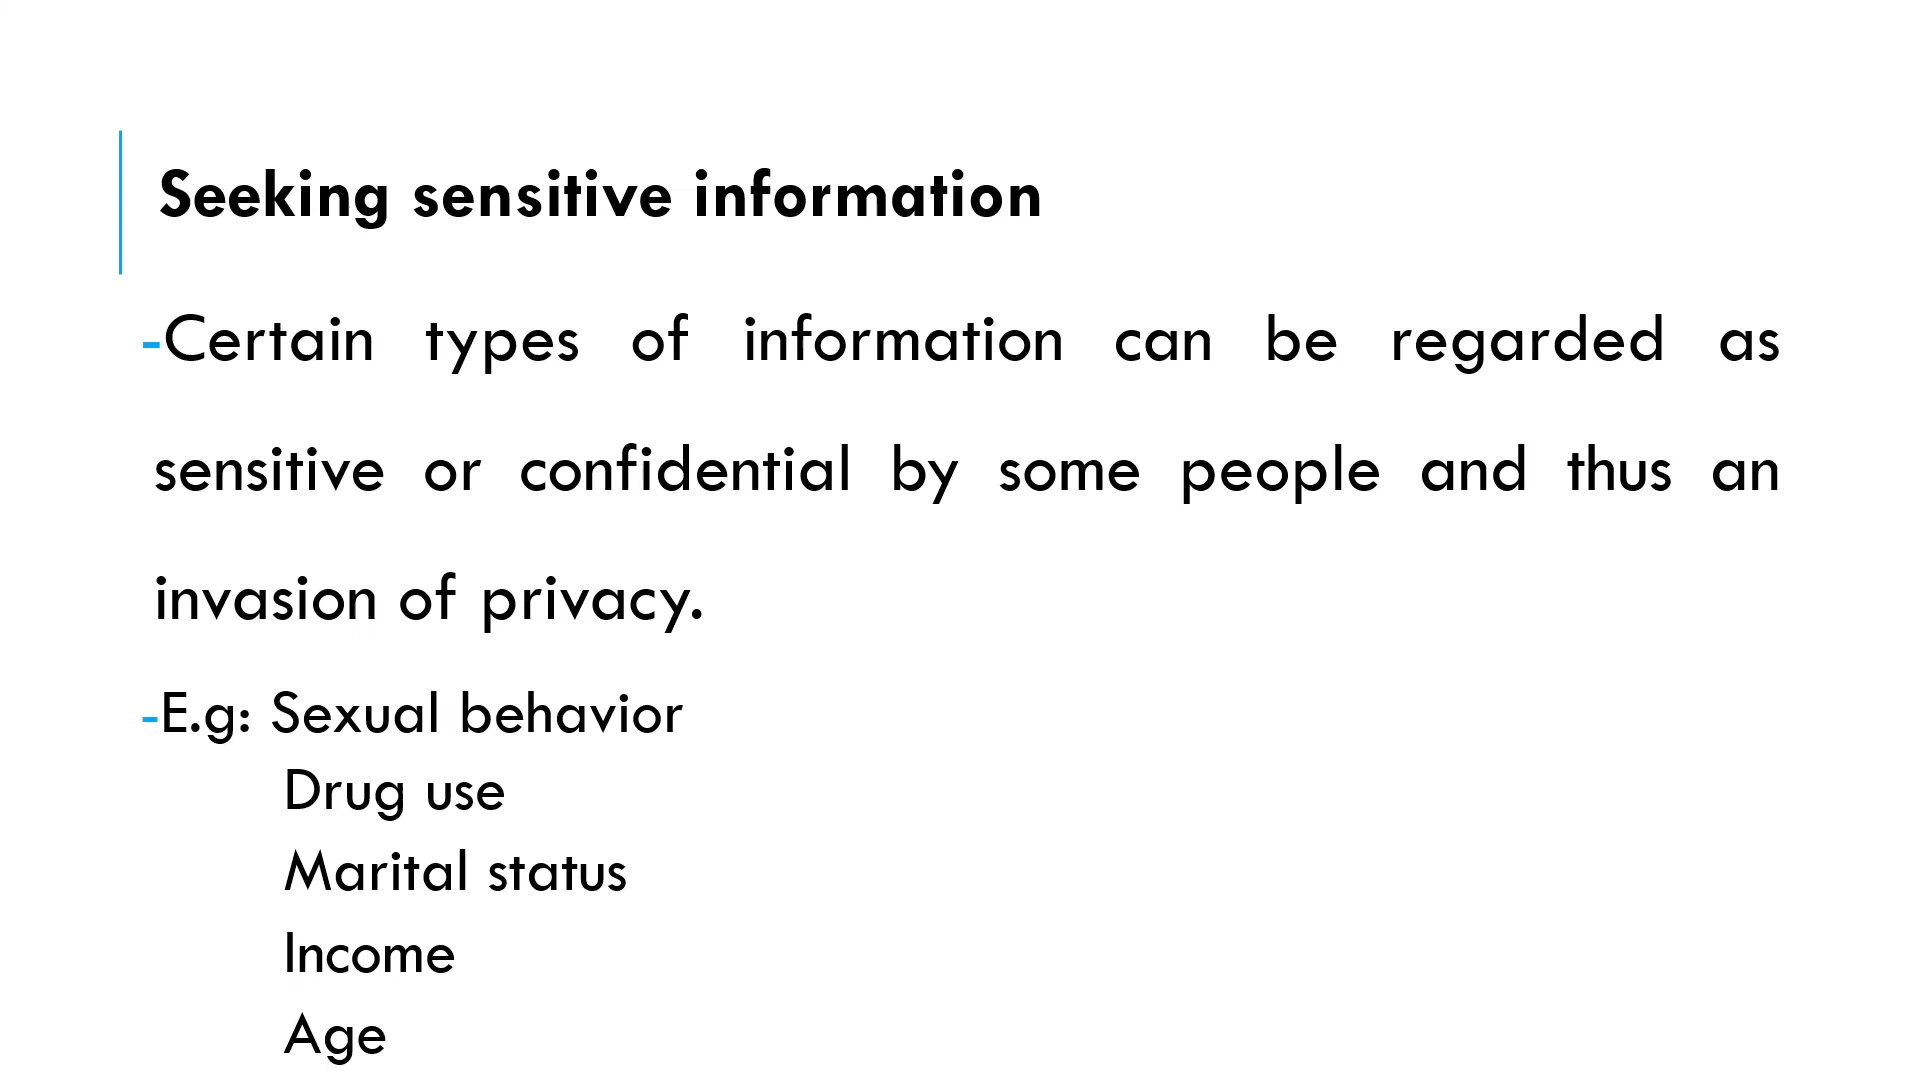 Seeking sensitive information
-Certain types of information can be regarded as
sensitive or confidential by some people and thus an
invasion of privacy.
-E.g: Sexual behavior
Drug use
Marital status
Income
Age